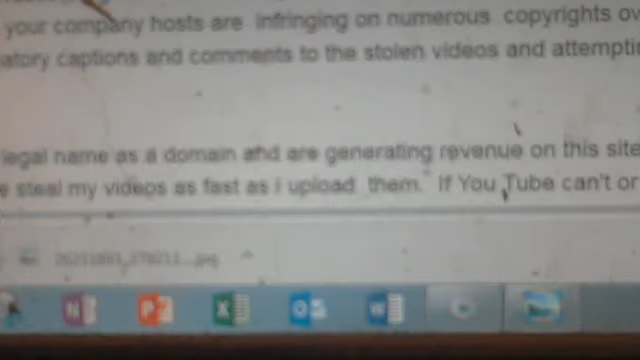 your company hosts are infringing on numerous copyrights ov
atory captions and comments to the stolen videos and attempti
legal name as a domain and are generating revenue on this site
e steal my videos as fast as I upload them." If You Tube can't or
.jpg
N P X O W